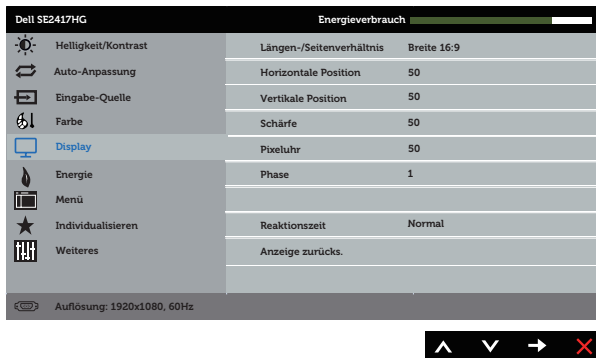 Dell SE2417HG Energieverbrauch
Helligkeit/Kontrast Längen-/Seitenverhältnis Breite 16:9
Auto-Anpassung Horizontale Position 50
Eingabe-Quelle Vertikale Position 50
Farbe Schärfe 50
Display Pixeluhr 50
Energie Phase 1
Menü
Individualisieren Reaktionszeit Normal
Weiteres Anzeige zurücks.
Auflösung: 1920x1080, 60Hz